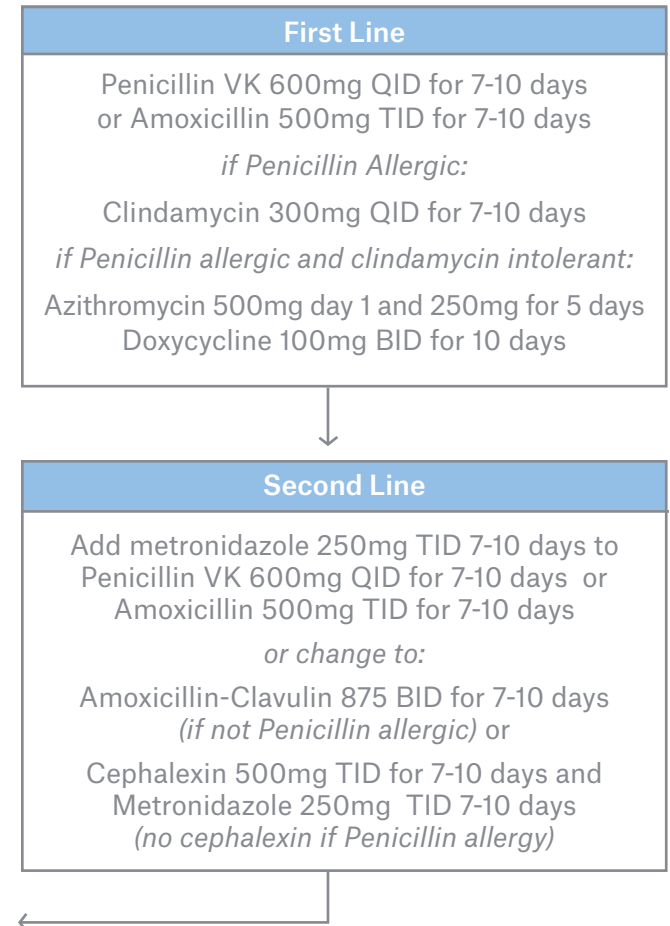 First Line
Penicillin VK 600mg QID for 7-10 days
or Amoxicillin 500mg TID for 7-10 days
if Penicillin Allergic:
Clindamycin 300mg QID for 7-10 days
if Penicillin allergic and clindamycin intolerant:
Azithromycin 500mg day 1 and 250mg for 5 days
Doxycycline 100mg BID for 10 days
Second Line
Add metronidazole 250mg TID 7-10 days to
Penicillin VK 600mg QID for 7-10 days or
Amoxicillin 500mg TID for 7-10 days
or change to:
Amoxicillin-Clavulin 875 BID for 7-10 days
(if not Penicillin allergic) or
Cephalexin 500mg TID for 7-10 days and
Metronidazole 250mg TID 7-10 days
(no cephalexin if Penicillin allergy)